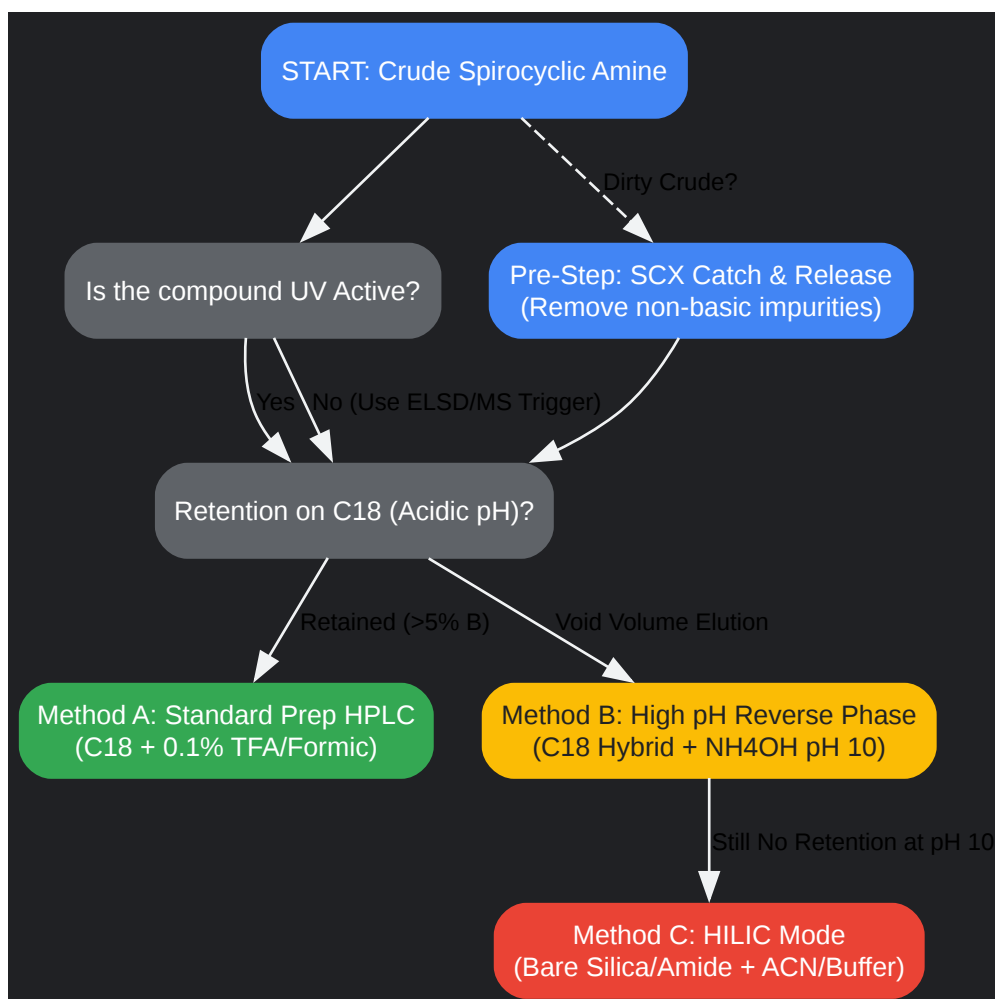 START: Crude Spirocyclic Amine
Dirty Crude?
Is the compound UV Active?
Pre-Step: SCX Catch & Release
(Remove non-basic impurities)
Yes
No (Use ELSD/MS Trigger)
Retention on C18 (Acidic pH)?
Retained (>5% B)
Void Volume Elution
Method A: Standard Prep HPLC
(C18 + 0.1% TFA/Formic)
Method B: High pH Reverse Phase
(C18 Hybrid + NH4OH pH 10)
Still No Retention at pH 10
Method C: HILIC Mode
(Bare Silica/Amide + ACN/Buffer)